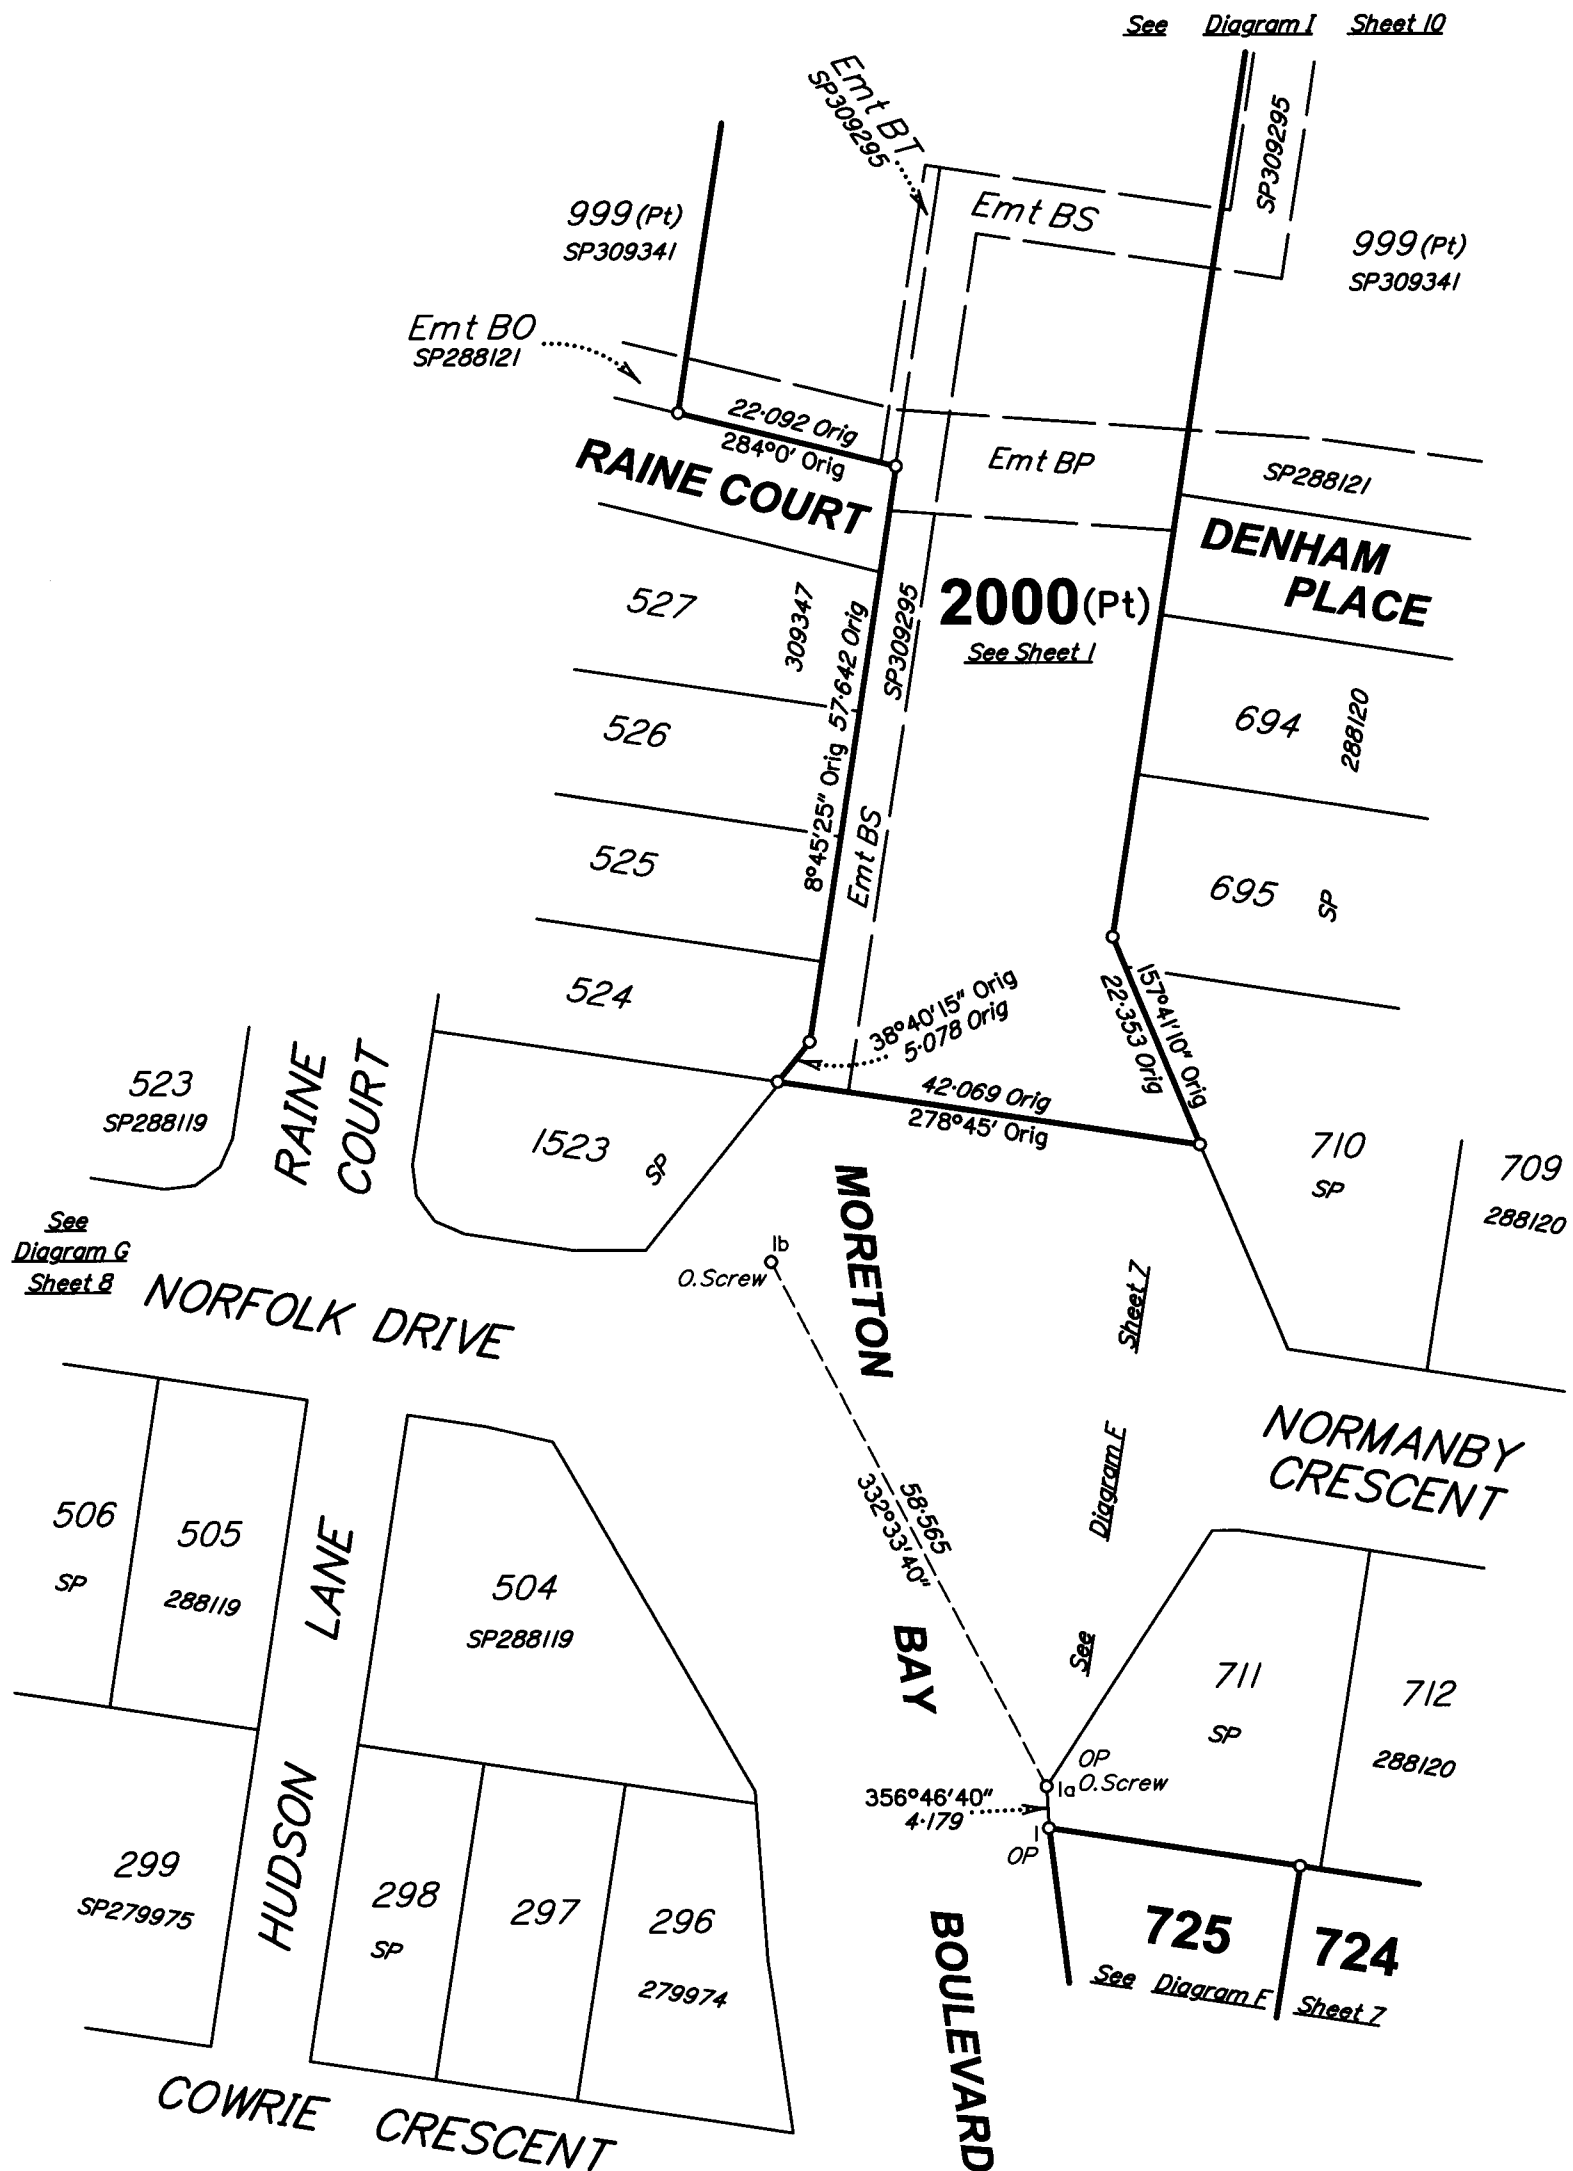 See Diagram I Sheet 10
Emt BT
SP309295
SP309295
Emt BS
999 (Pt)
SP309341
999 (Pt)
SP309341
Emt BO
SP288121
22·092 Orig
284°0' Orig
RAINE COURT
Emt BP
SP288121
DENHAM
PLACE
2000 (Pt)
See Sheet 1
527
309347
8°45'25" Orig 57·642 Orig
SP309295
Emt BS
526
525
524
694
288120
695
SP
38°40'15" Orig
5·078 Orig
157°41'10" Orig
22·353 Orig
42·069 Orig
278°45' Orig
523
SP288119
RAINE
COURT
1523
SP
710
SP
709
288120
See
Diagram G
Sheet 8
NORFOLK DRIVE
1b
O.Screw
MORETON
BAY
BOULEVARD
See Diagram F Sheet 7
NORMANBY
CRESCENT
58·565
332°33'40"
506
SP
505
288119
HUDSON LANE
504
SP288119
711
SP
712
288120
OP
1a O.Screw
356°46'40"
4·179
1
OP
299
SP279975
298
SP
297
296
279974
725
See Diagram F
724
Sheet 7
COWRIE CRESCENT